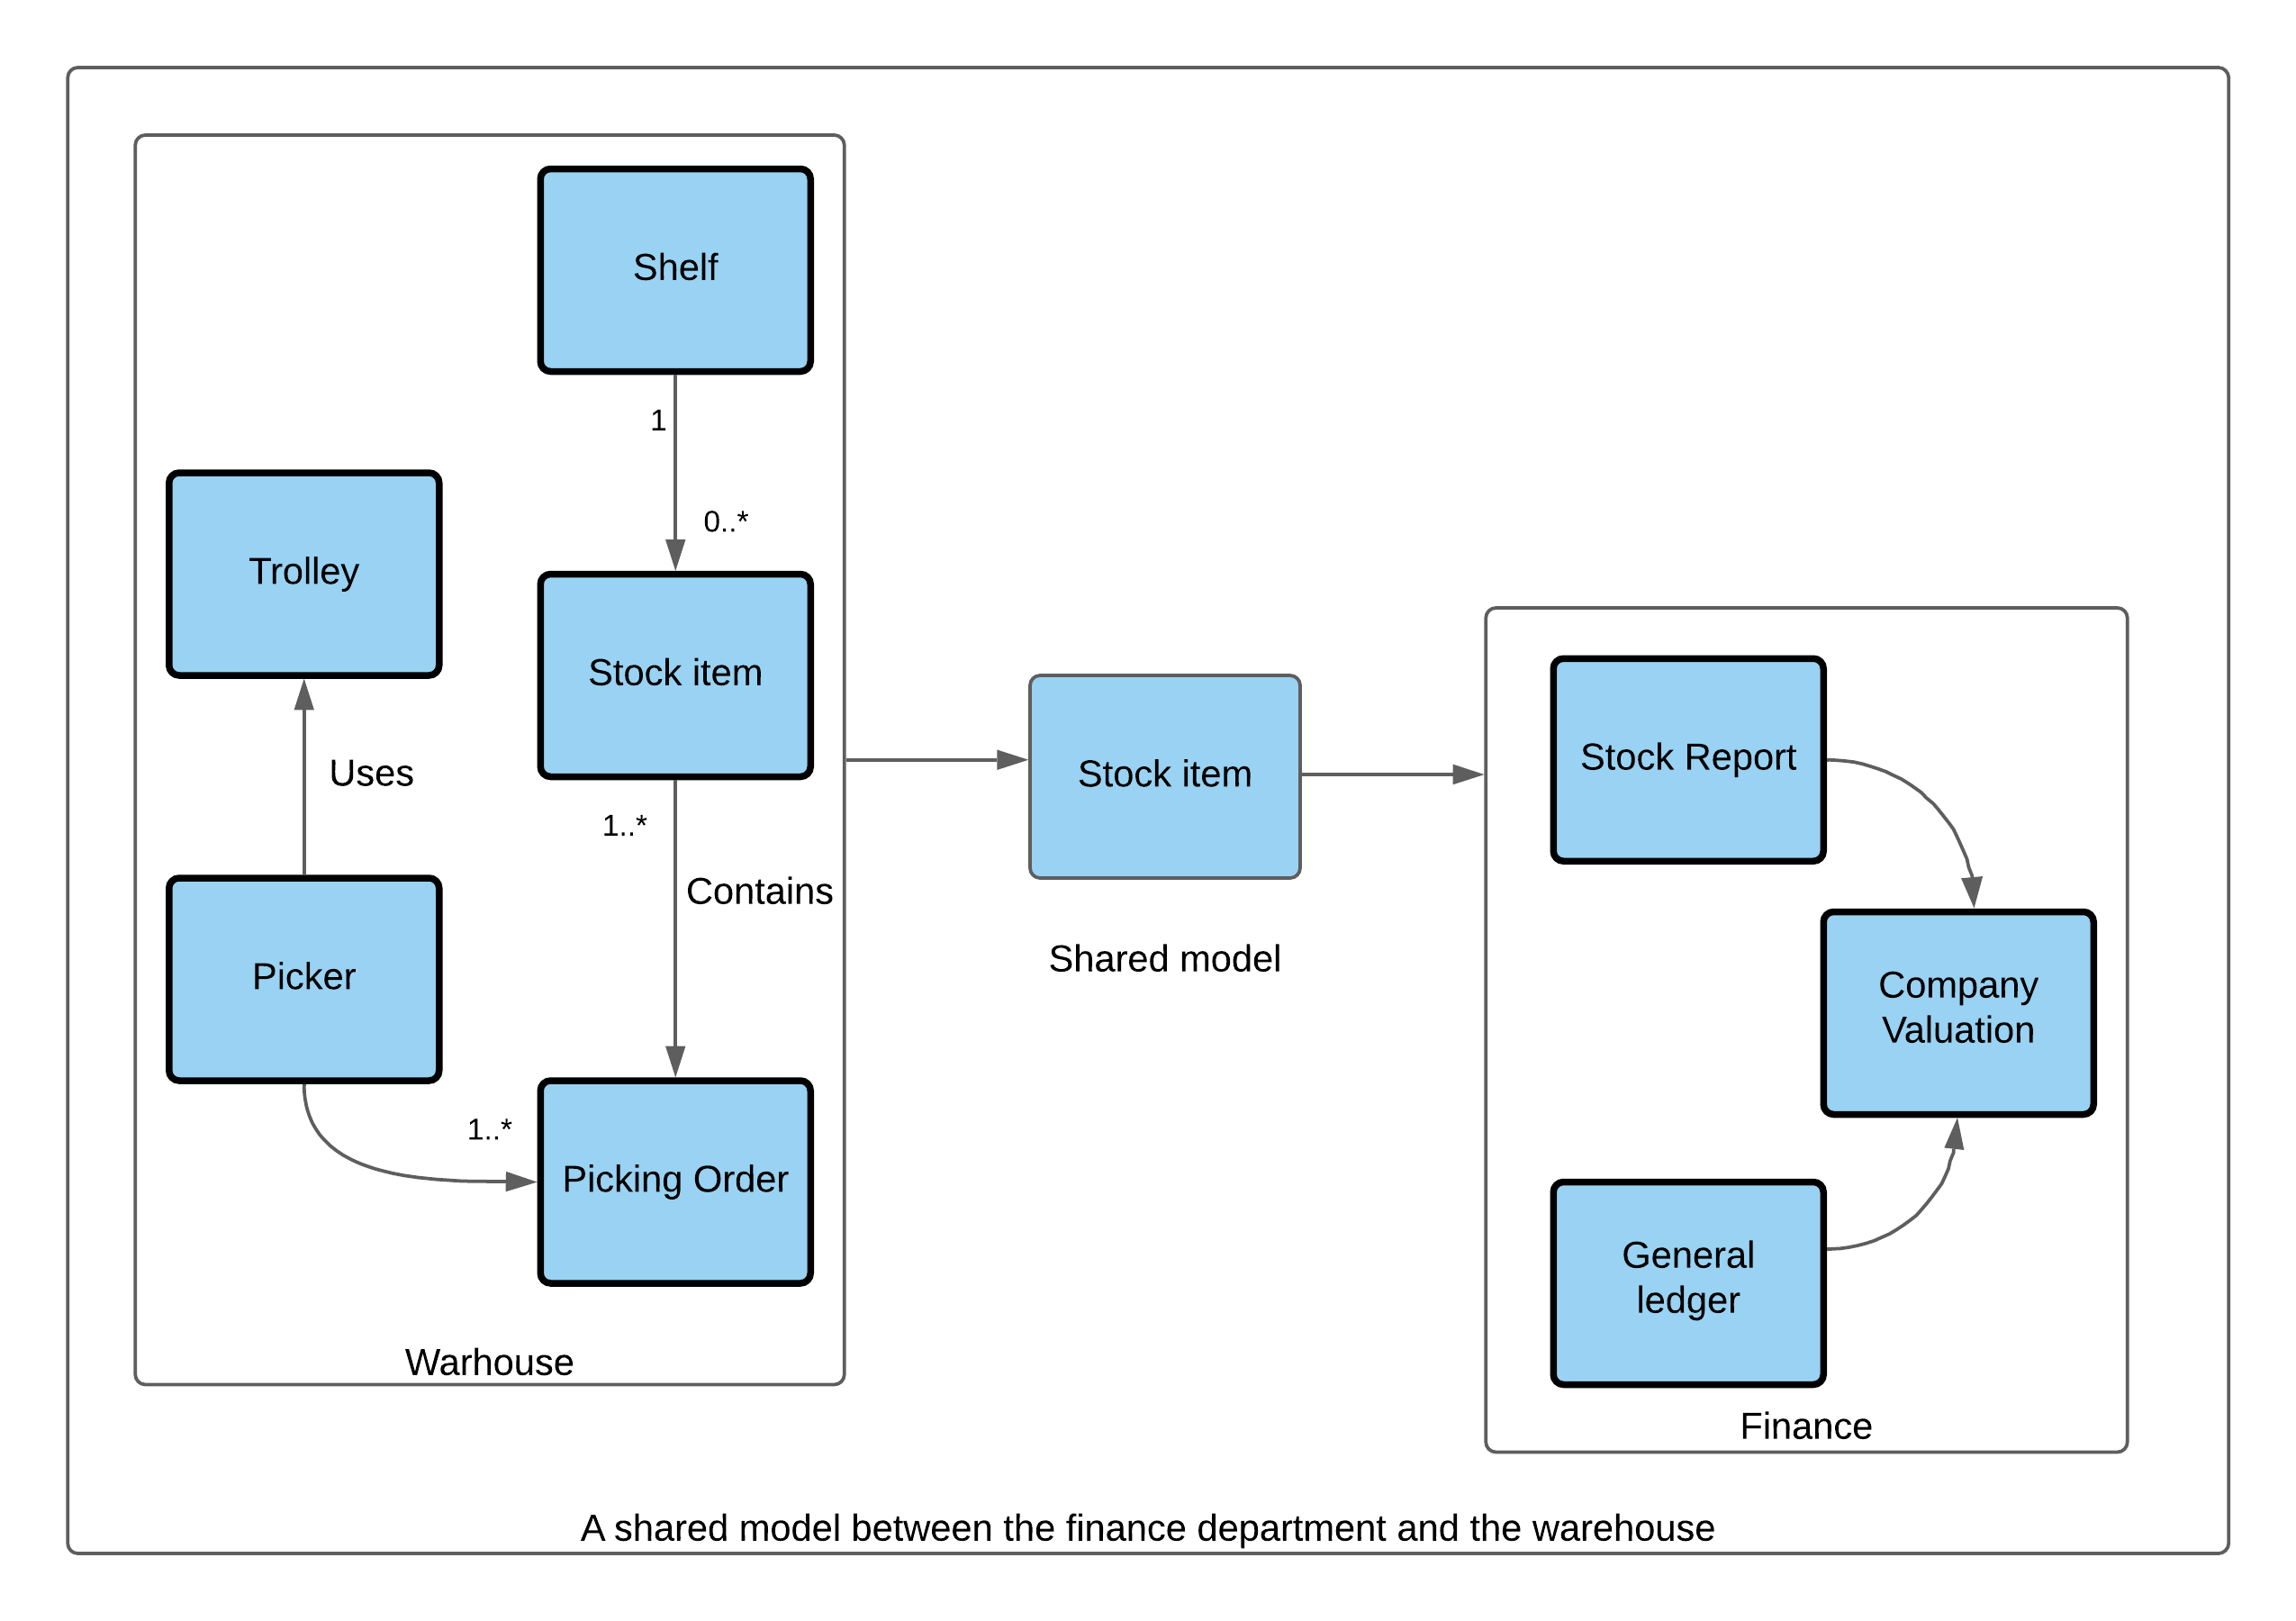 Shelf
1
0..*
Trolley
Stock item
Uses
1..*
Contains
Picker
1..*
Picking Order
Warhouse
Stock item
Shared model
Stock Report
Company
Valuation
General
ledger
Finance
A shared model between the finance department and the warehouse